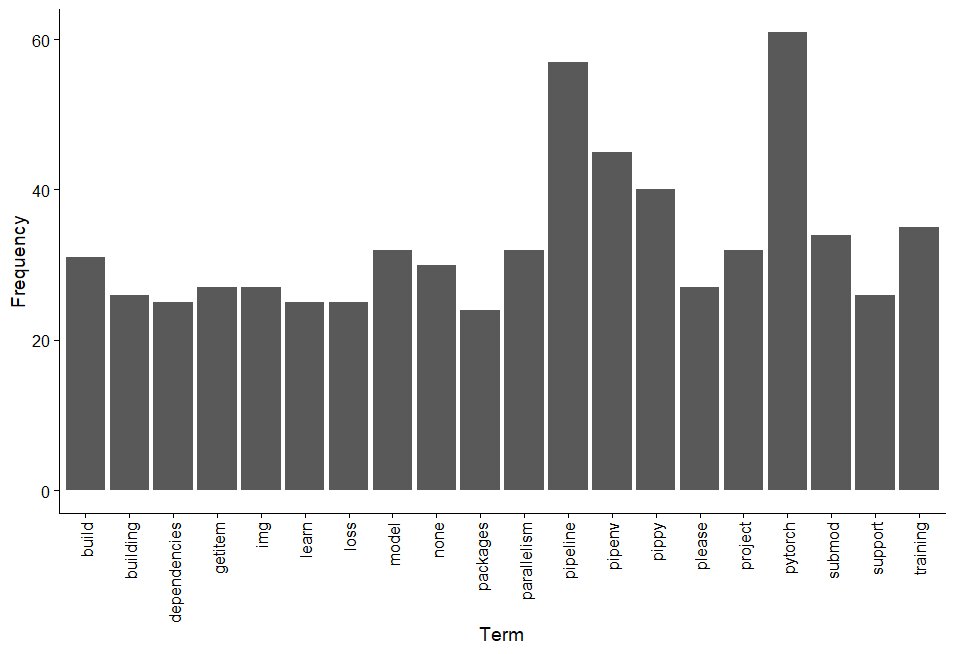 60
40
20
0
Frequency
build
building
dependencies
getitem
img
learn
loss
model
none
packages
parallelism
pipeline
pipenv
pippy
please
project
pytorch
submod
support
training
Term